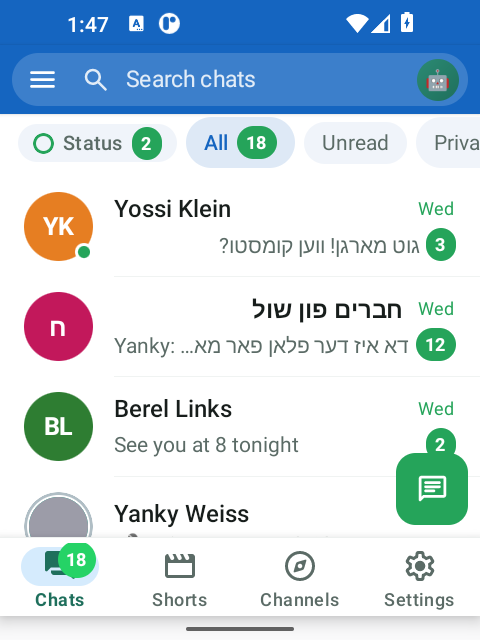 1:47
Search chats
Status 2
All 18
Unread
Priva
Yossi Klein
Wed
גוט מארגן! ווען קומסטו?
3
YK
חברים פון שול
Wed
Yanky: דא איז דער פלאן פאר מא...
12
ח
Berel Links
Wed
See you at 8 tonight
2
BL
Yanky Weiss
18
Chats
Shorts
Channels
Settings